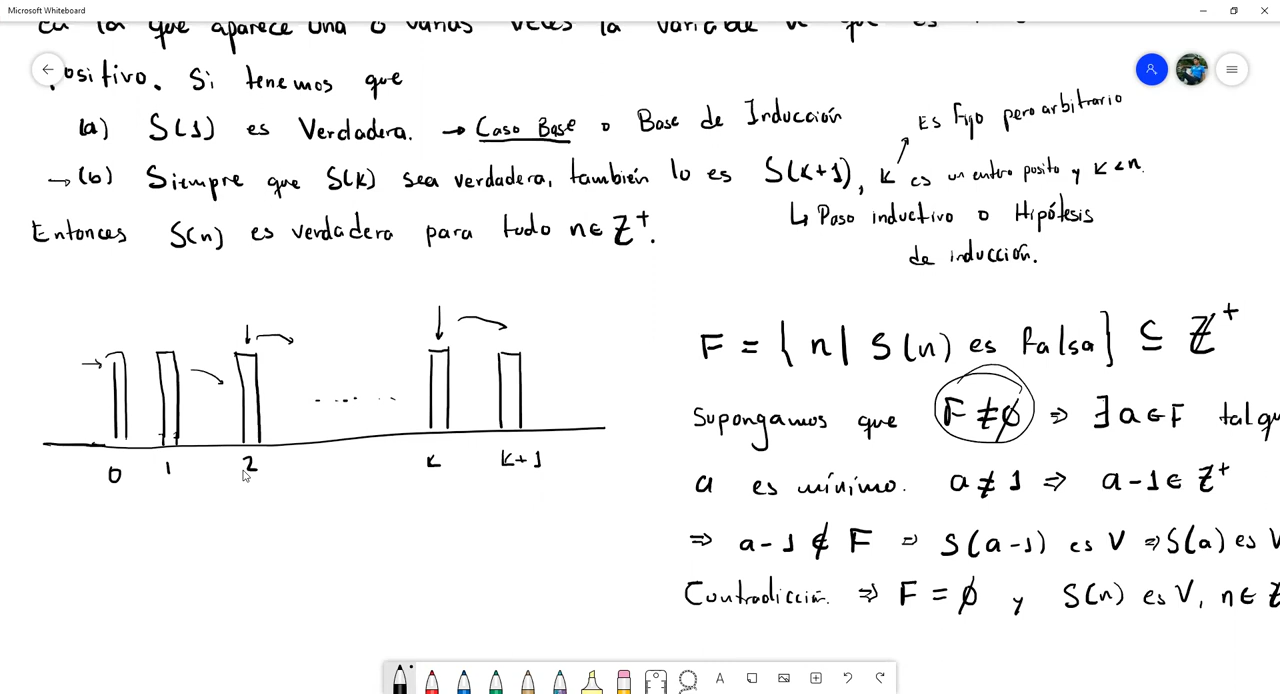 Microsoft Whiteboard
en la que aparece una o varias veces la variable que es
ositivo. Si tenemos que
(a) S(1) es Verdadera. → Caso Base o Base de Inducción
Es Fijo pero arbitrario
→ (b) Siempre que S(k) sea verdadera, también lo es S(k+1), k es un entero posito y k<n.
↳ Paso inductivo o Hipótesis
de inducción.
Entonces S(n) es verdadera para todo n∈Z⁺.
0 1 2 ..... k k+1
F = {n| S(n) es Falsa} ⊆ Z⁺
Supongamos que F≠∅ ⇒ ∃a∈F talqu
a es mínimo. a≠1 ⇒ a-1∈Z⁺
⇒ a-1∉F ⇒ S(a-1) es V ⇒ S(a) es V
Contradicción. ⇒ F=∅ y S(n) es V, n∈Z
A